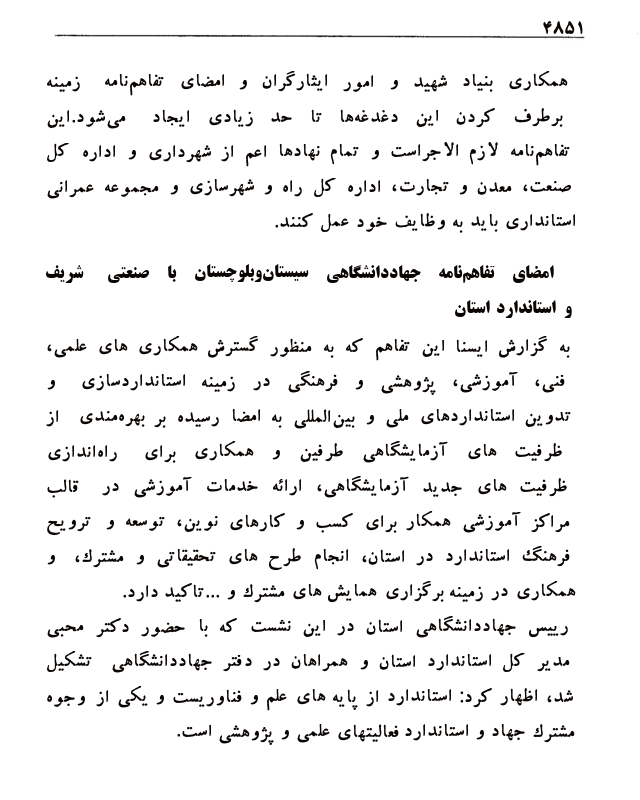 ۴۸۵۱
همکاری بنیاد شهید و امور ایثارگران و امضای تفاهم‌نامه زمینه
برطرف کردن این دغدغه‌ها تا حد زیادی ایجاد می‌شود.این
تفاهم‌نامه لازم الاجراست و تمام نهادها اعم از شهرداری و اداره کل
صنعت، معدن و تجارت، اداره کل راه و شهرسازی و مجموعه عمرانی
استانداری باید به وظایف خود عمل کنند.
امضای تفاهم‌نامه جهاددانشگاهی سیستان‌وبلوچستان با صنعتی شریف
و استاندارد استان
به گزارش ایسنا این تفاهم که به منظور گسترش همکاری های علمی،
فنی، آموزشی، پژوهشی و فرهنگی در زمینه استانداردسازی و
تدوین استانداردهای ملی و بین‌المللی به امضا رسیده بر بهره‌مندی از
ظرفیت های آزمایشگاهی طرفین و همکاری برای راه‌اندازی
ظرفیت های جدید آزمایشگاهی، ارائه خدمات آموزشی در قالب
مراکز آموزشی همکار برای کسب و کارهای نوین، توسعه و ترویج
فرهنگ استاندارد در استان، انجام طرح های تحقیقاتی و مشترك، و
همکاری در زمینه برگزاری همایش های مشترك و ...تاکید دارد.
رییس جهاددانشگاهی استان در این نشست که با حضور دکتر محبی
مدیر کل استاندارد استان و همراهان در دفتر جهاددانشگاهی تشکیل
شد، اظهار کرد: استاندارد از پایه های علم و فناوریست و یکی از وجوه
مشترك جهاد و استاندارد فعالیتهای علمی و پژوهشی است.